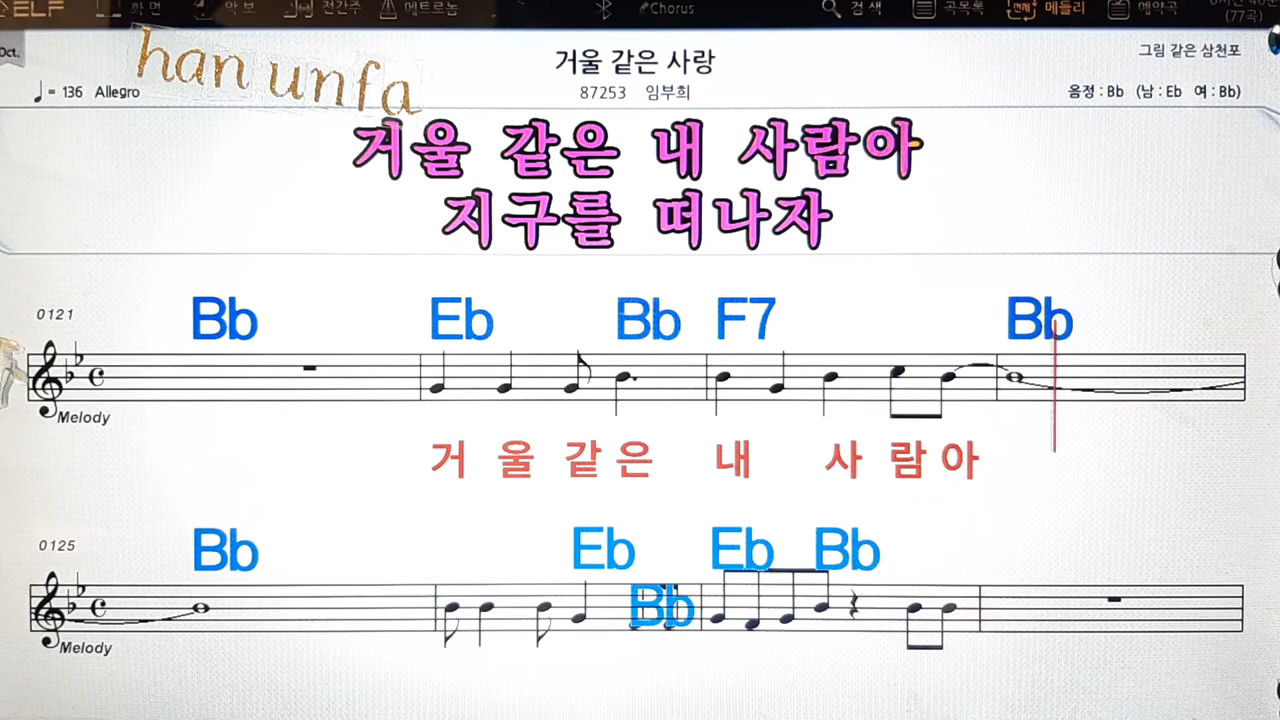 ELF 화 면 악 보 전간주 메트로놈 Chorus 검 색 곡목록 메들리 예약곡
(77곡)
Oct.
han unfa
거울 같은 사랑
그림 같은 삼천포
♩= 136 Allegro
87253 임부희
음정 : Bb (남 : Eb 여 : Bb)
거울 같은 내 사람아
지구를 떠나자
0121
Bb Eb Bb F7 Bb
Melody
거 울 같 은 내 사 람 아
0125
Bb Eb Bb Eb Bb
Melody